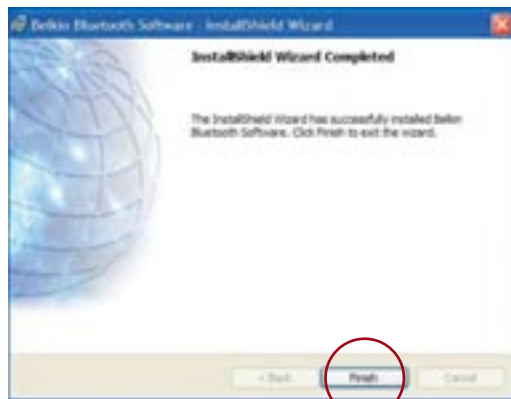 Belkin Bluetooth Software - InstallShield Wizard
InstallShield Wizard Completed
The InstallShield Wizard has successfully installed Belkin
Bluetooth Software. Click Finish to exit the wizard.
< Back
Finish
Cancel